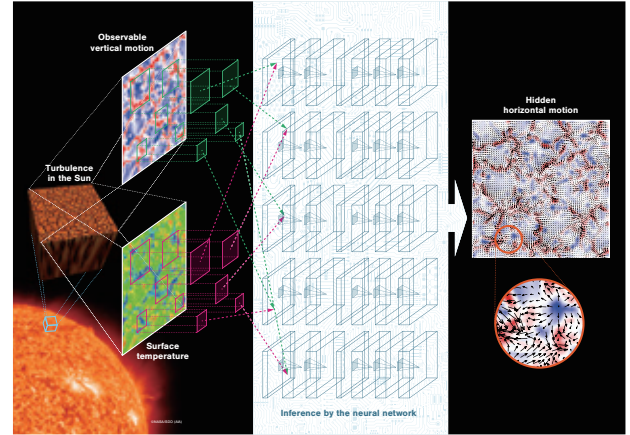 Observable
vertical motion
Turbulence
in the Sun
Surface
temperature
Inference by the neural network
Hidden
horizontal motion